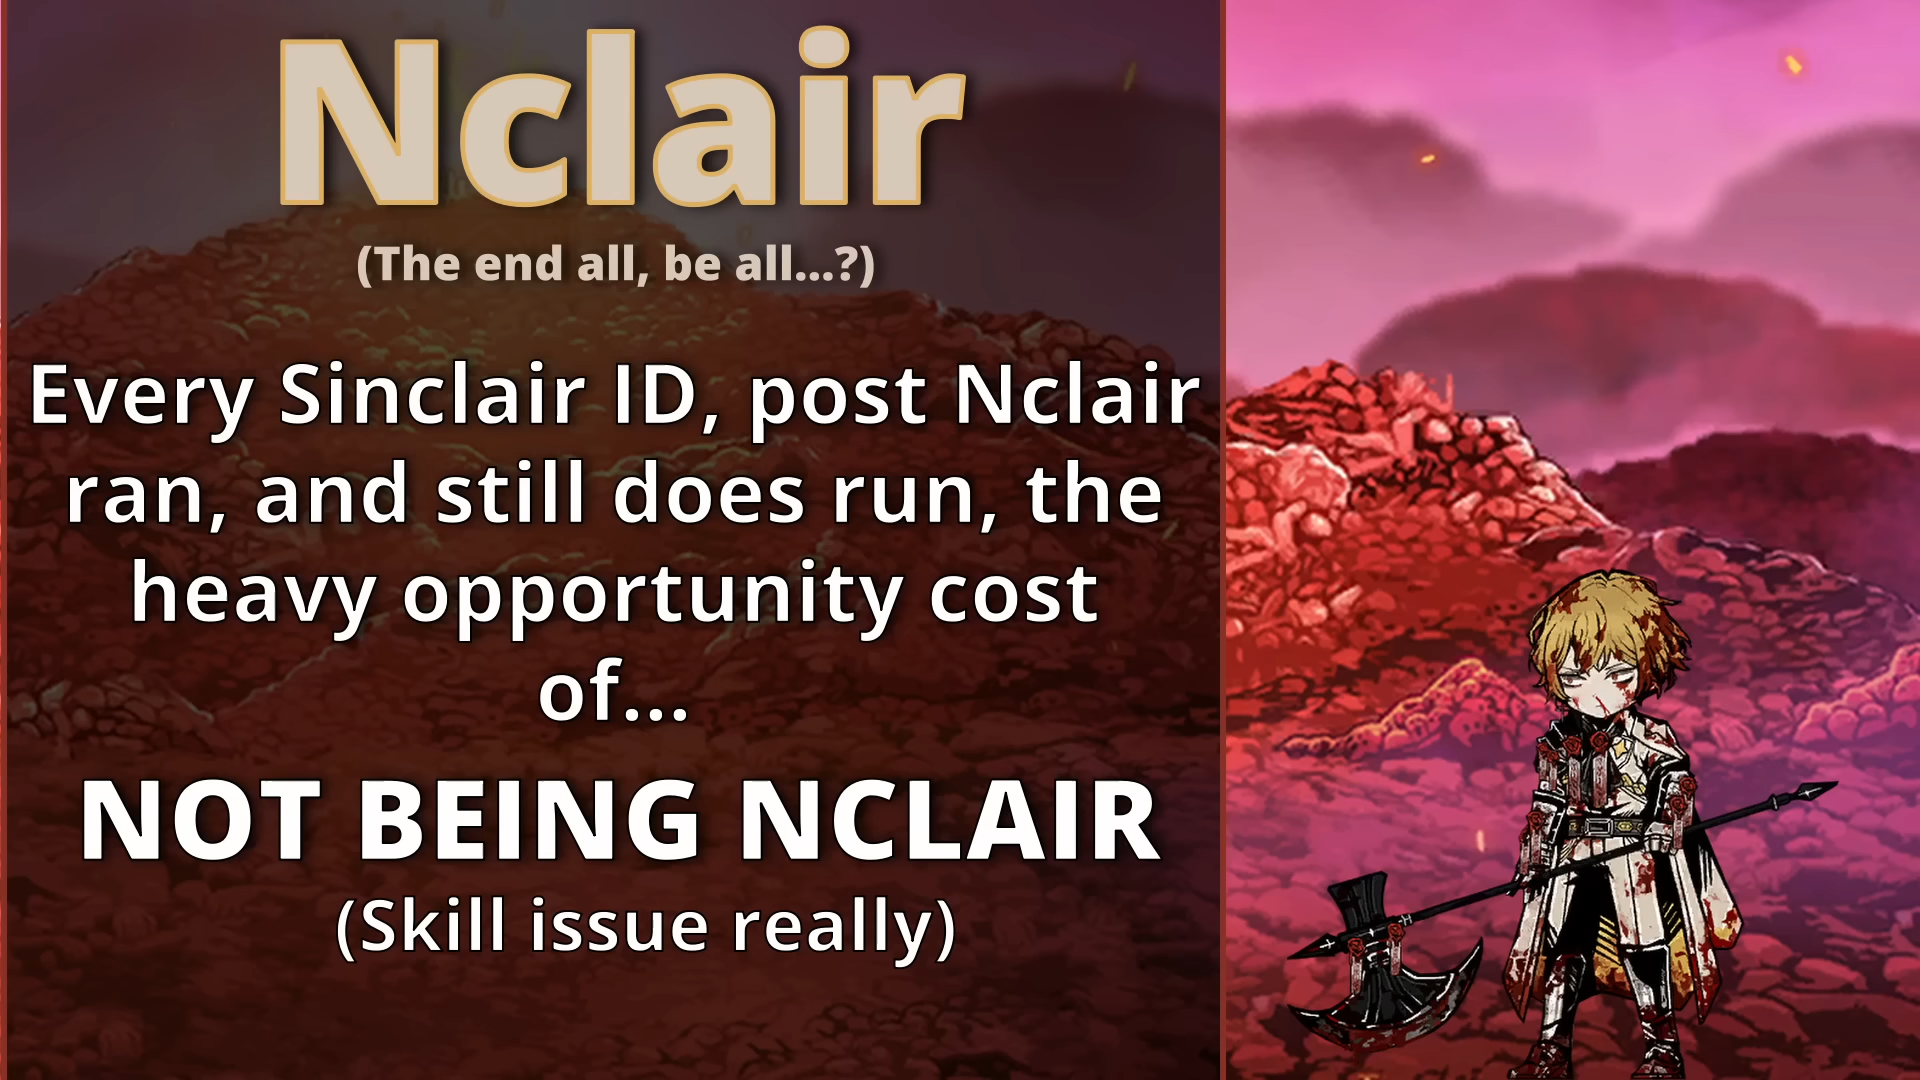 Nclair
(The end all, be all...?)
Every Sinclair ID, post Nclair
ran, and still does run, the
heavy opportunity cost
of...
NOT BEING NCLAIR
(Skill issue really)